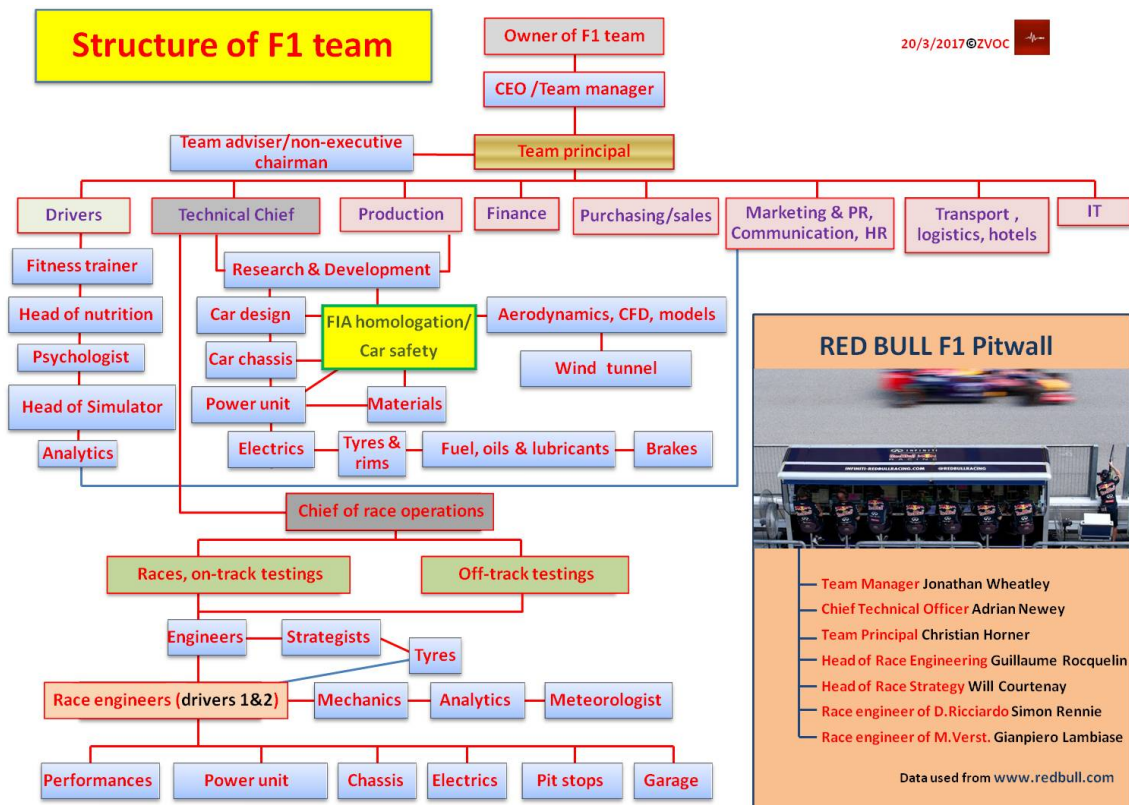 Structure of F1 team
Owner of F1 team
20/3/2017©ZVOC
CEO /Team manager
Team adviser/non-executive
chairman
Team principal
Drivers
Technical Chief
Production
Finance
Purchasing/sales
Marketing & PR,
Communication, HR
Transport ,
logistics, hotels
IT
Fitness trainer
Head of nutrition
Psychologist
Head of Simulator
Analytics
Research & Development
Car design
FIA homologation/
Car safety
Aerodynamics, CFD, models
Wind tunnel
Car chassis
Power unit
Materials
Electrics
Tyres &
rims
Fuel, oils & lubricants
Brakes
Chief of race operations
Races, on-track testings
Off-track testings
Engineers
Strategists
Tyres
Race engineers (drivers 1&2)
Mechanics
Analytics
Meteorologist
Performances
Power unit
Chassis
Electrics
Pit stops
Garage
RED BULL F1 Pitwall
INFINITI
RACING
INFINITI-REDBULLRACING.COM @REDBULLRACING
Team Manager Jonathan Wheatley
Chief Technical Officer Adrian Newey
Team Principal Christian Horner
Head of Race Engineering Guillaume Rocquelin
Head of Race Strategy Will Courtenay
Race engineer of D.Ricciardo Simon Rennie
Race engineer of M.Verst. Gianpiero Lambiase
Data used from www.redbull.com